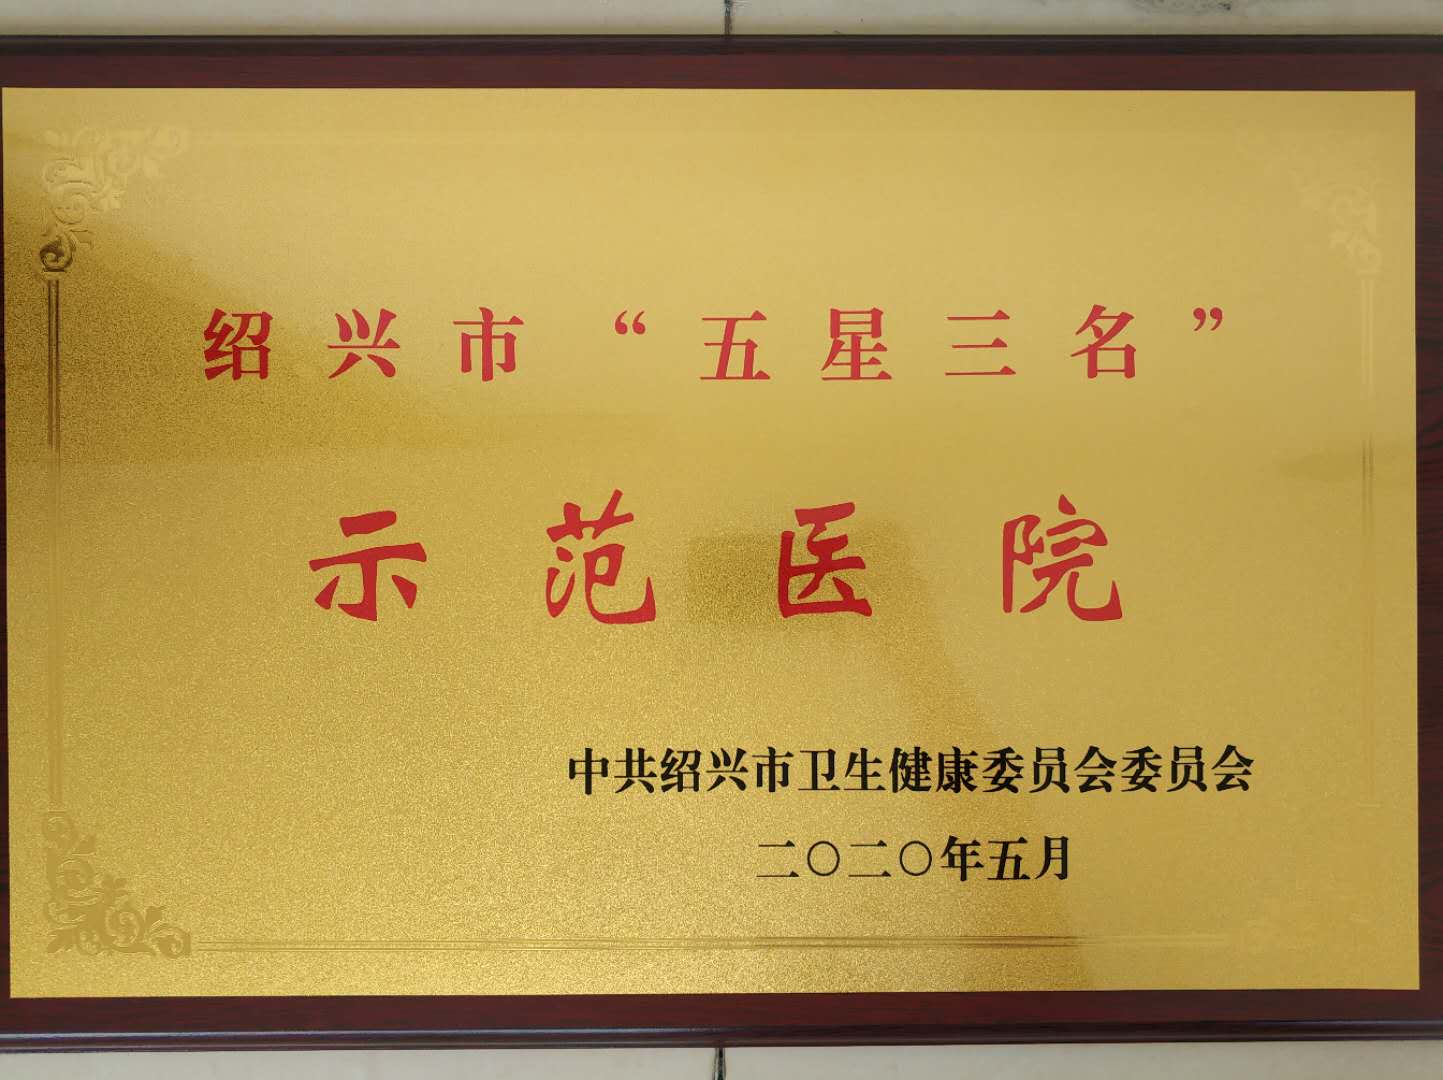 绍兴市“五星三名”
示范医院
中共绍兴市卫生健康委员会委员会
二〇二〇年五月